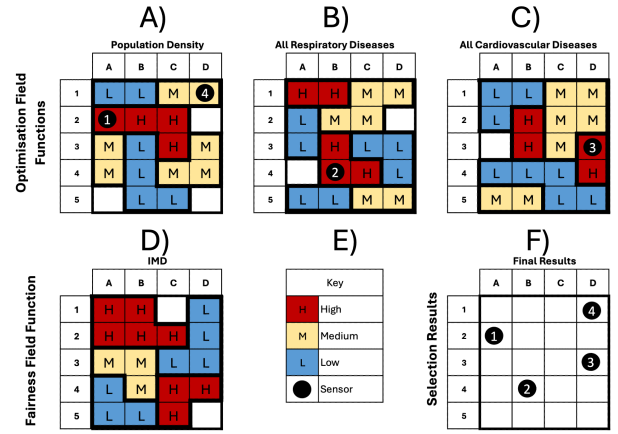 A)
Population Density
A B C D
1 L L M 4
2 1 H H
3 M L H M
4 M L M M
5 L L
B)
All Respiratory Diseases
A B C D
1 H H M M
2 L M M
3 L H L L
4 2 H L
5 L L M M
C)
All Cardiovascular Diseases
A B C D
1 L L M M
2 L H M M
3 H M 3
4 L L L H
5 M M L L
Optimisation Field
Functions
D)
IMD
A B C D
1 H H L
2 H H H L
3 M M L L
4 L M H H
5 L L H
Fairness Field Function
E)
Key
H High
M Medium
L Low
Sensor
F)
Final Results
A B C D
1 4
2 1
3 3
4 2
5
Selection Results